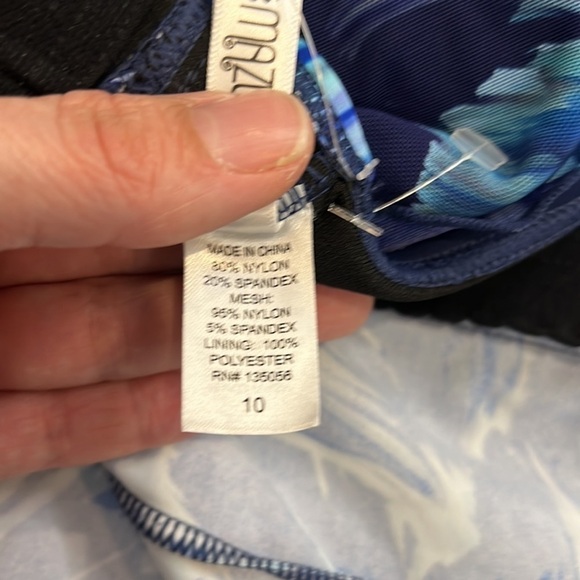 MADE IN CHINA
80% NYLON
20% SPANDEX
MESH:
95% NYLON
5% SPANDEX
LINING: 100%
POLYESTER
RN# 135056
10